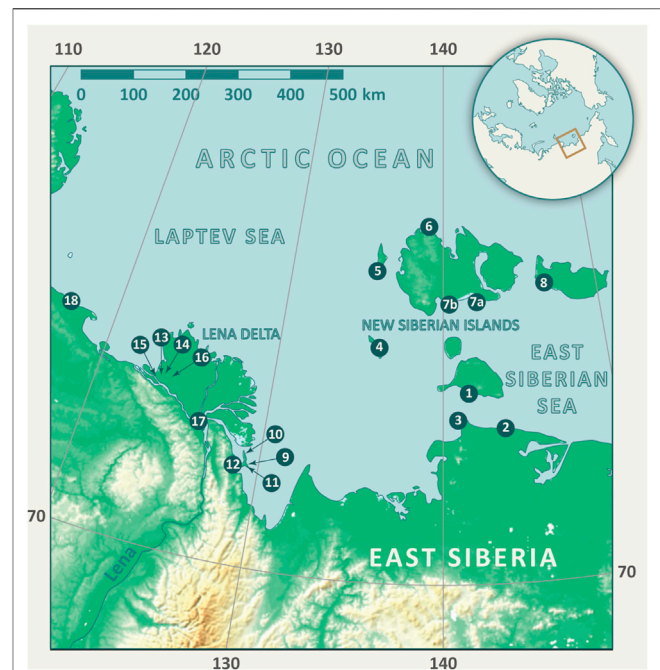 110
120
130
140
0 100 200 300 400 500 km
ARCTIC OCEAN
LAPTEV SEA
6
5
8
7b 7a
18
NEW SIBERIAN ISLANDS
LENA DELTA
13
14
15
16
4
EAST
SIBERIAN
SEA
1
17
3
2
10
9
12
11
70
EAST SIBERIA
70
Lena
130
140